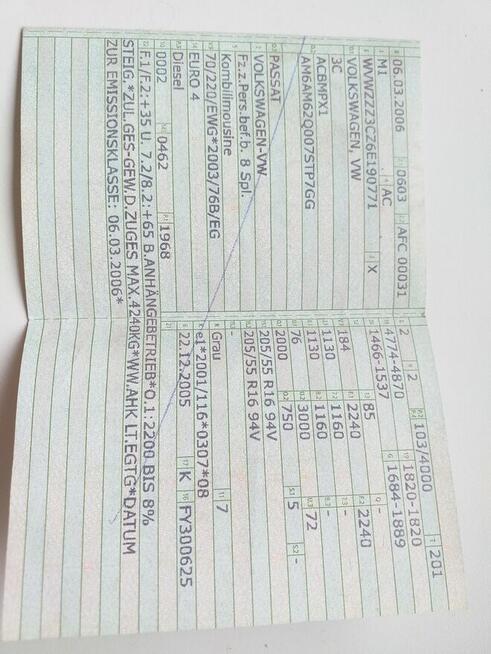 06.03.2006 0603 AFC 00031
M1 AC
WVWZZZ3CZ6E190771 X
VOLKSWAGEN, VW
3C
ACBMPX1
AM6AM62Q007STP7GG
PASSAT
VOLKSWAGEN-VW
Fz.z.Pers.bef.b. 8 Spl.
Kombilimousine
70/220/EWG*2003/76B/EG
EURO 4
Diesel
0002 0462 1968
F.1/F.2:+35 U. 7.2/8.2:+65 B.ANHÄNGEBETRIEB*O.1: 2200 BIS 8%
STEIG.*ZUL.GES-GEW.D.ZUGES MAX.4240KG*WW.AHK LT.EGTG*DATUM
ZUR EMISSIONSKLASSE: 06.03.2006*
2 2 103/4000 201
4774-4870 1820-1820
1466-1537 1684-1889
85 2240 2240
184 1160 -
1130 1160 -
1130 3000 72
76 750 5 -
2000
205/55 R16 94V
205/55 R16 94V
-
Grau 7
e1*2001/116*0307*08
22.12.2005 K FY300625